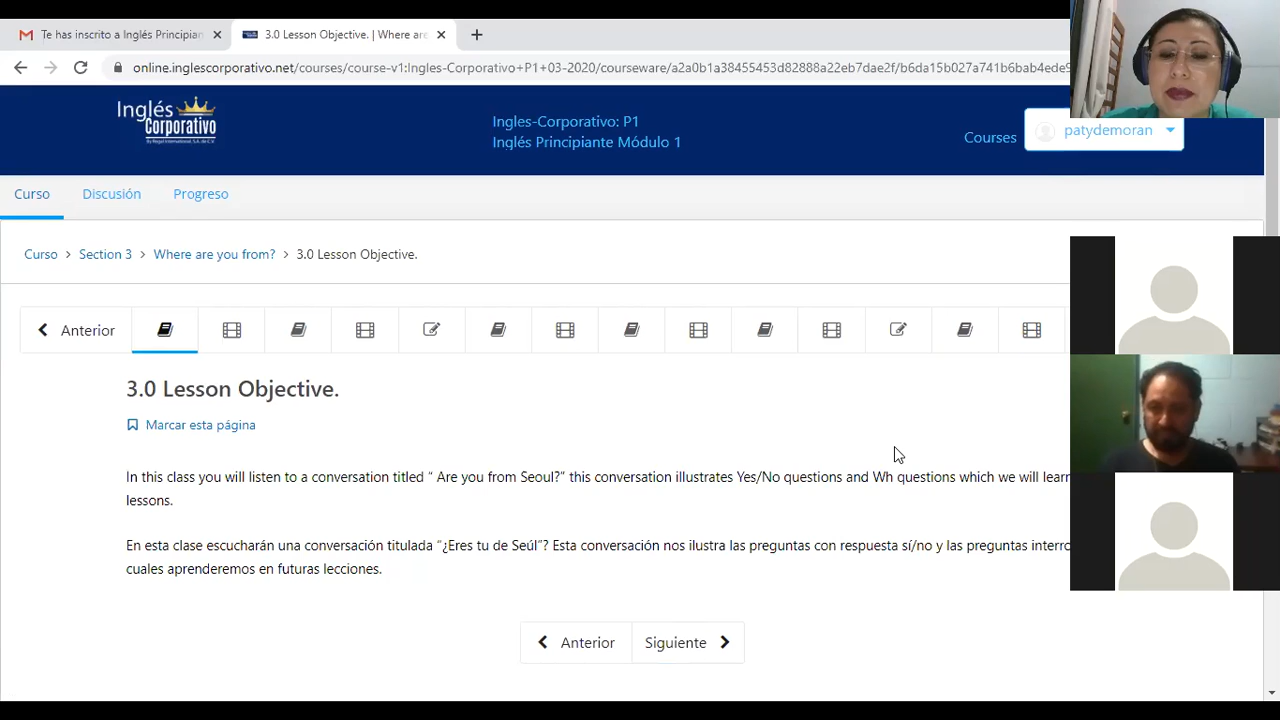 Te has inscrito a Inglés Principian
3.0 Lesson Objective. | Where are
online.inglescorporativo.net/courses/course-v1:Ingles-Corporativo+P1+03-2020/courseware/a2a0b1a38455453d82888a22eb7dae2f/b6da15b027a741b6bab4ede9
Inglés
Corporativo
By Regal International, S.A. de C.V.
Ingles-Corporativo: P1
Inglés Principiante Módulo 1
Courses
patydemoran
Curso
Discusión
Progreso
Curso > Section 3 > Where are you from? > 3.0 Lesson Objective.
Anterior
3.0 Lesson Objective.
Marcar esta página
In this class you will listen to a conversation titled “ Are you from Seoul?” this conversation illustrates Yes/No questions and Wh questions which we will learn
lessons.
En esta clase escucharán una conversación titulada “¿Eres tu de Seúl”? Esta conversación nos ilustra las preguntas con respuesta sí/no y las preguntas interro
cuales aprenderemos en futuras lecciones.
Anterior
Siguiente